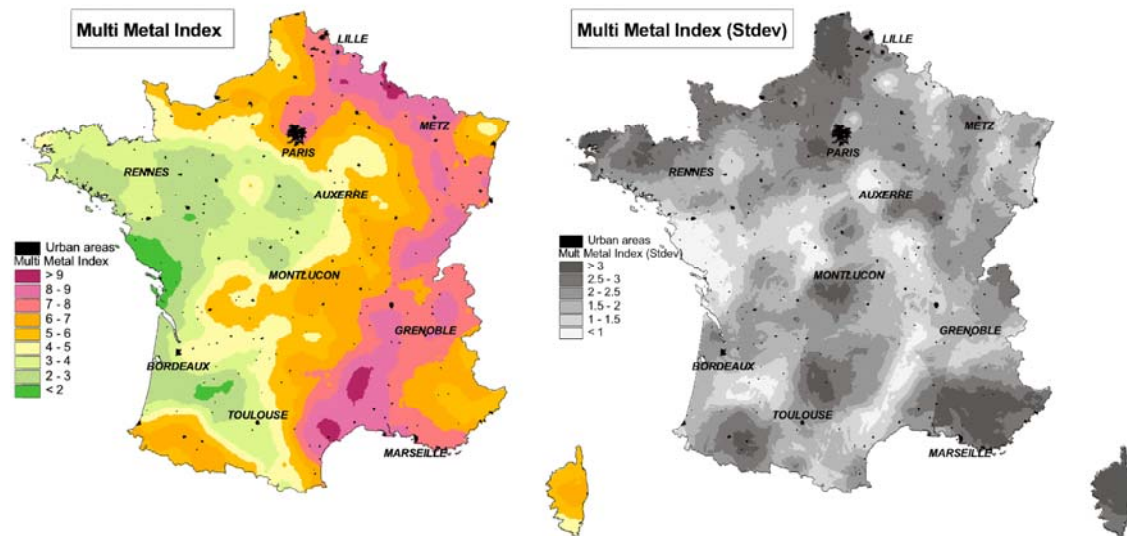 Multi Metal Index
LILLE
METZ
PARIS
RENNES
AUXERRE
MONTLUCON
GRENOBLE
BORDEAUX
TOULOUSE
MARSEILLE
Urban areas
Multi Metal Index
> 9
8 - 9
7 - 8
6 - 7
5 - 6
4 - 5
3 - 4
2 - 3
< 2
Multi Metal Index (Stdev)
LILLE
METZ
PARIS
RENNES
AUXERRE
MONTLUCON
GRENOBLE
BORDEAUX
TOULOUSE
MARSEILLE
Urban areas
Mult Metal Index (Stdev)
> 3
2.5 - 3
2 - 2.5
1.5 - 2
1 - 1.5
< 1